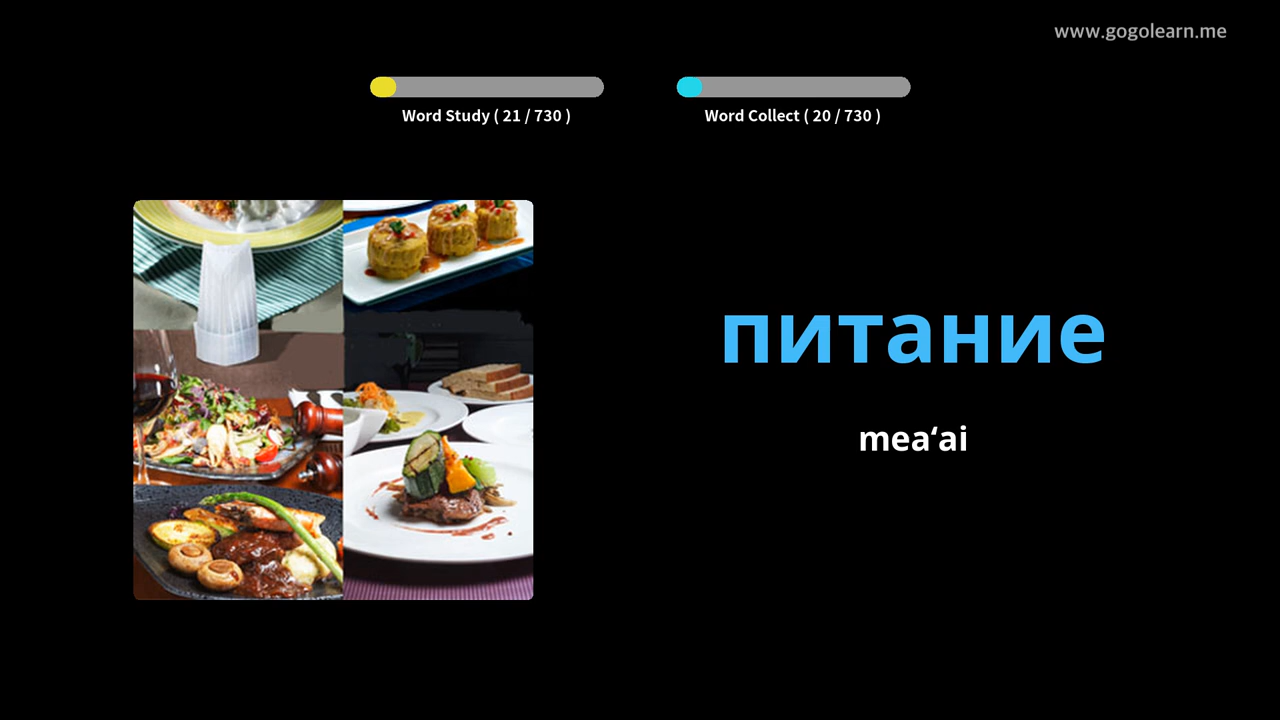 www.gogolearn.me
Word Study ( 21 / 730 )
Word Collect ( 20 / 730 )
питание
mea‘ai